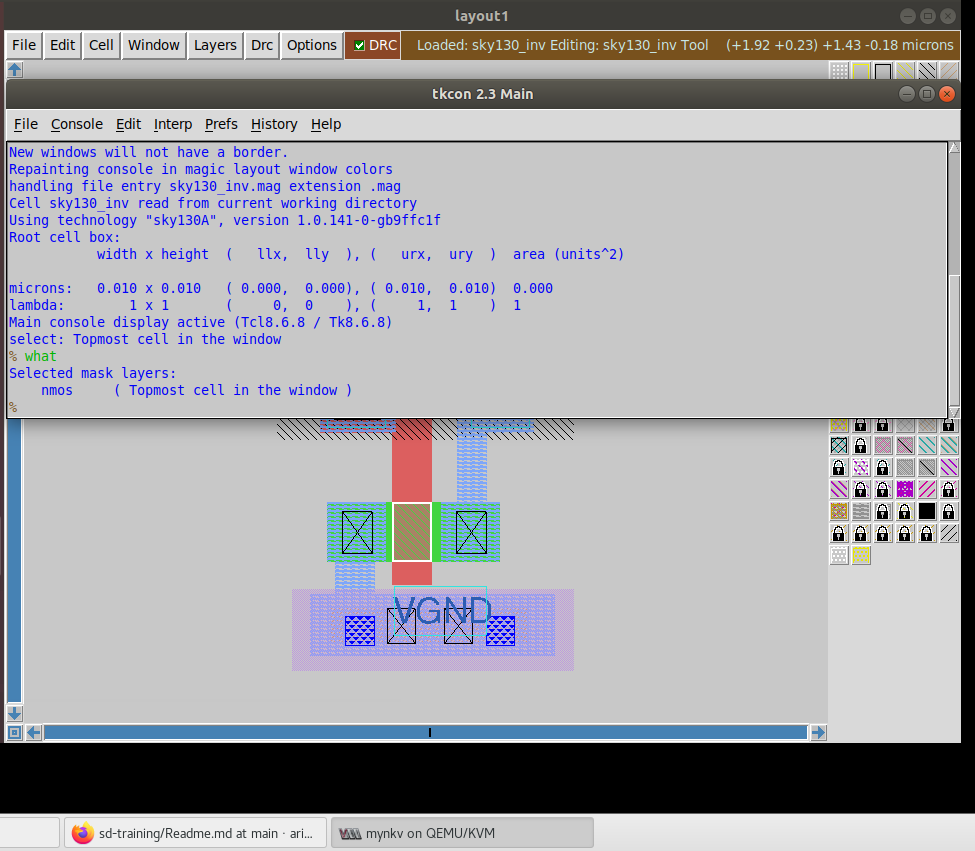 layout1
File Edit Cell Window Layers Drc Options DRC Loaded: sky130_inv Editing: sky130_inv Tool (+1.92 +0.23) +1.43 -0.18 microns
tkcon 2.3 Main
File Console Edit Interp Prefs History Help
New windows will not have a border.
Repainting console in magic layout window colors
handling file entry sky130_inv.mag extension .mag
Cell sky130_inv read from current working directory
Using technology "sky130A", version 1.0.141-0-gb9ffc1f
Root cell box:
width x height ( llx, lly ), ( urx, ury ) area (units^2)
microns: 0.010 x 0.010 ( 0.000, 0.000), ( 0.010, 0.010) 0.000
lambda: 1 x 1 ( 0, 0 ), ( 1, 1 ) 1
Main console display active (Tcl8.6.8 / Tk8.6.8)
select: Topmost cell in the window
% what
Selected mask layers:
nmos ( Topmost cell in the window )
%
VGND
sd-training/Readme.md at main · ari... mynkv on QEMU/KVM